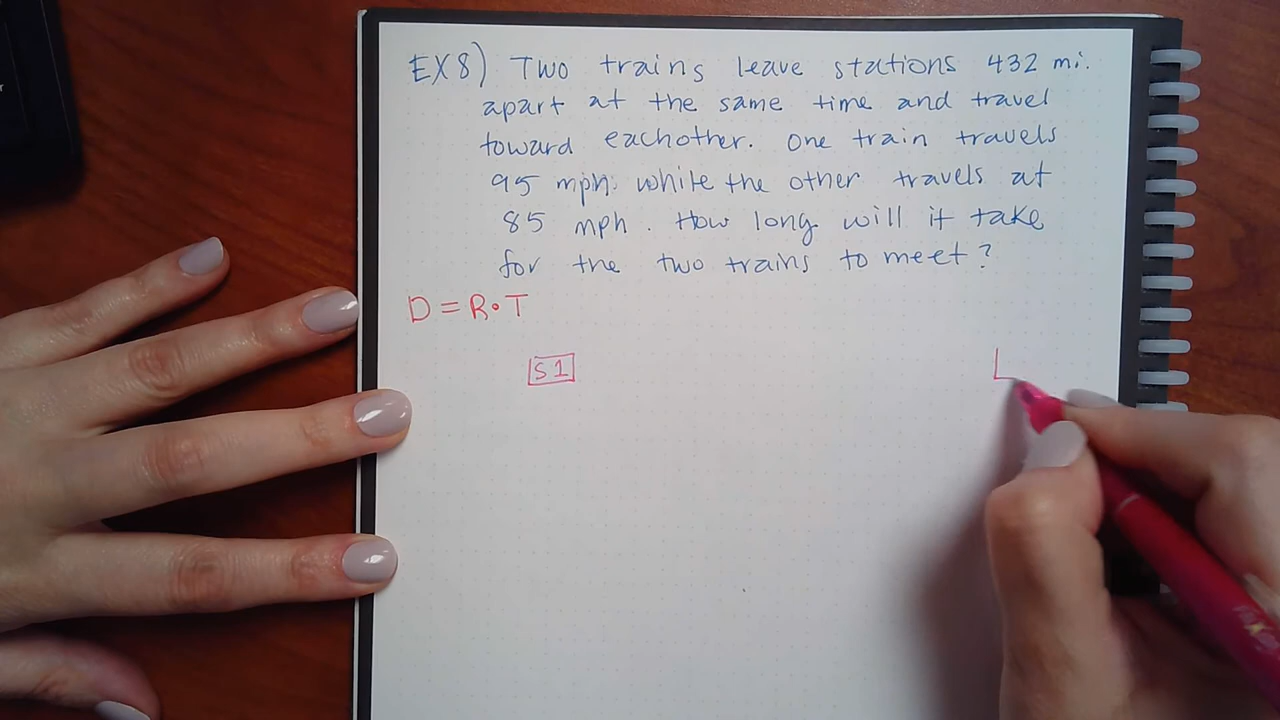 EX8) Two trains leave stations 432 mi.
apart at the same time and travel
toward eachother. One train travels
95 mph. while the other travels at
85 mph. How long will it take
for the two trains to meet?
D = R • T
S1